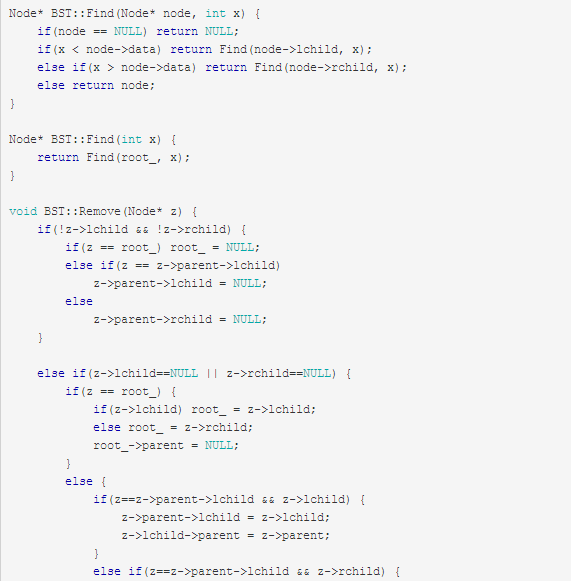 Node* BST::Find(Node* node, int x) {
    if(node == NULL) return NULL;
    if(x < node->data) return Find(node->lchild, x);
    else if(x > node->data) return Find(node->rchild, x);
    else return node;
}

Node* BST::Find(int x) {
    return Find(root_, x);
}

void BST::Remove(Node* z) {
    if(!z->lchild && !z->rchild) {
        if(z == root_) root_ = NULL;
        else if(z == z->parent->lchild)
            z->parent->lchild = NULL;
        else
            z->parent->rchild = NULL;
    }

    else if(z->lchild==NULL || z->rchild==NULL) {
        if(z == root_) {
            if(z->lchild) root_ = z->lchild;
            else root_ = z->rchild;
            root_->parent = NULL;
        }
        else {
            if(z==z->parent->lchild && z->lchild) {
                z->parent->lchild = z->lchild;
                z->lchild->parent = z->parent;
            }
            else if(z==z->parent->lchild && z->rchild) {